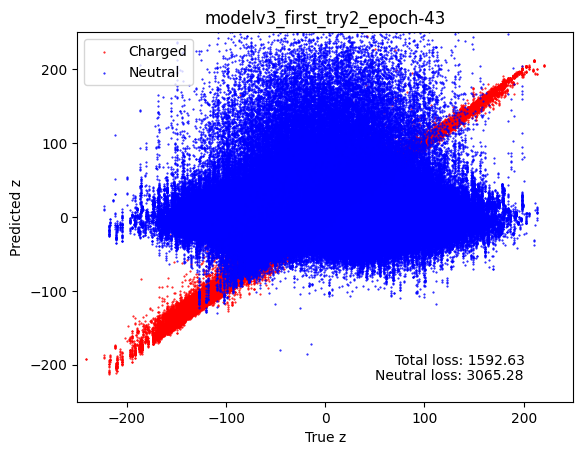 modelv3_first_try2_epoch-43
Charged
Neutral
200
100
0
−100
−200
Predicted z
Total loss: 1592.63
Neutral loss: 3065.28
−200 −100 0 100 200
True z